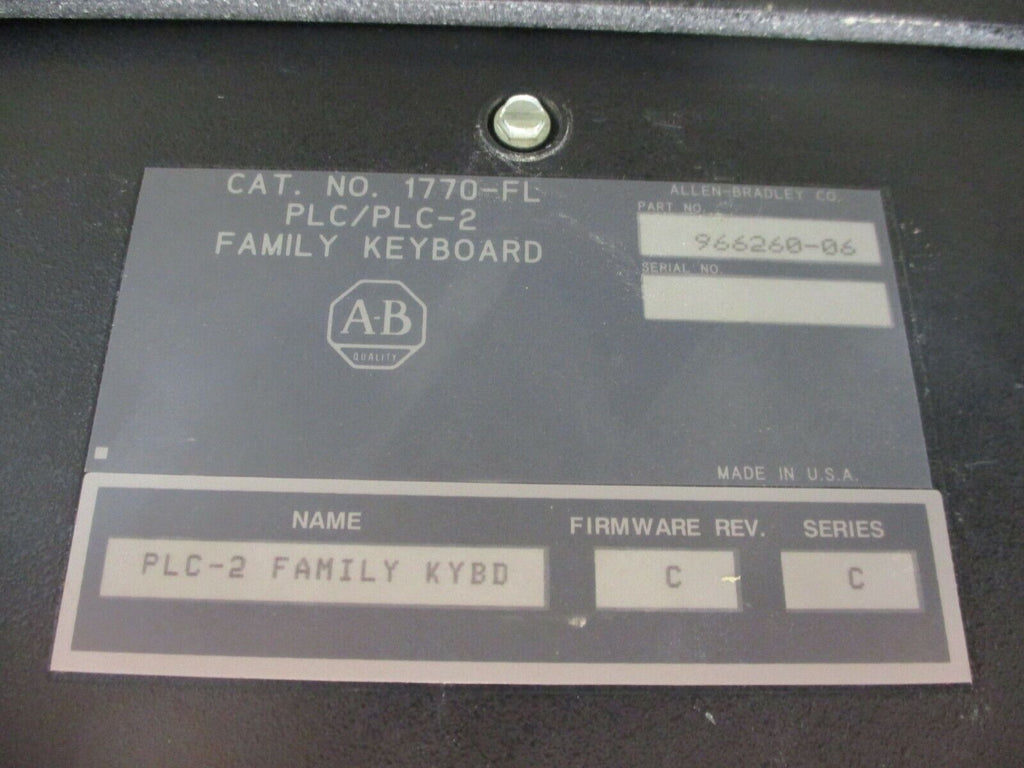 CAT. NO. 1770-FL
PLC/PLC-2
FAMILY KEYBOARD
A-B
QUALITY
ALLEN-BRADLEY CO.
PART NO.
966260-06
SERIAL NO.
MADE IN U.S.A.
NAME
PLC-2 FAMILY KYBD
FIRMWARE REV.
C
SERIES
C